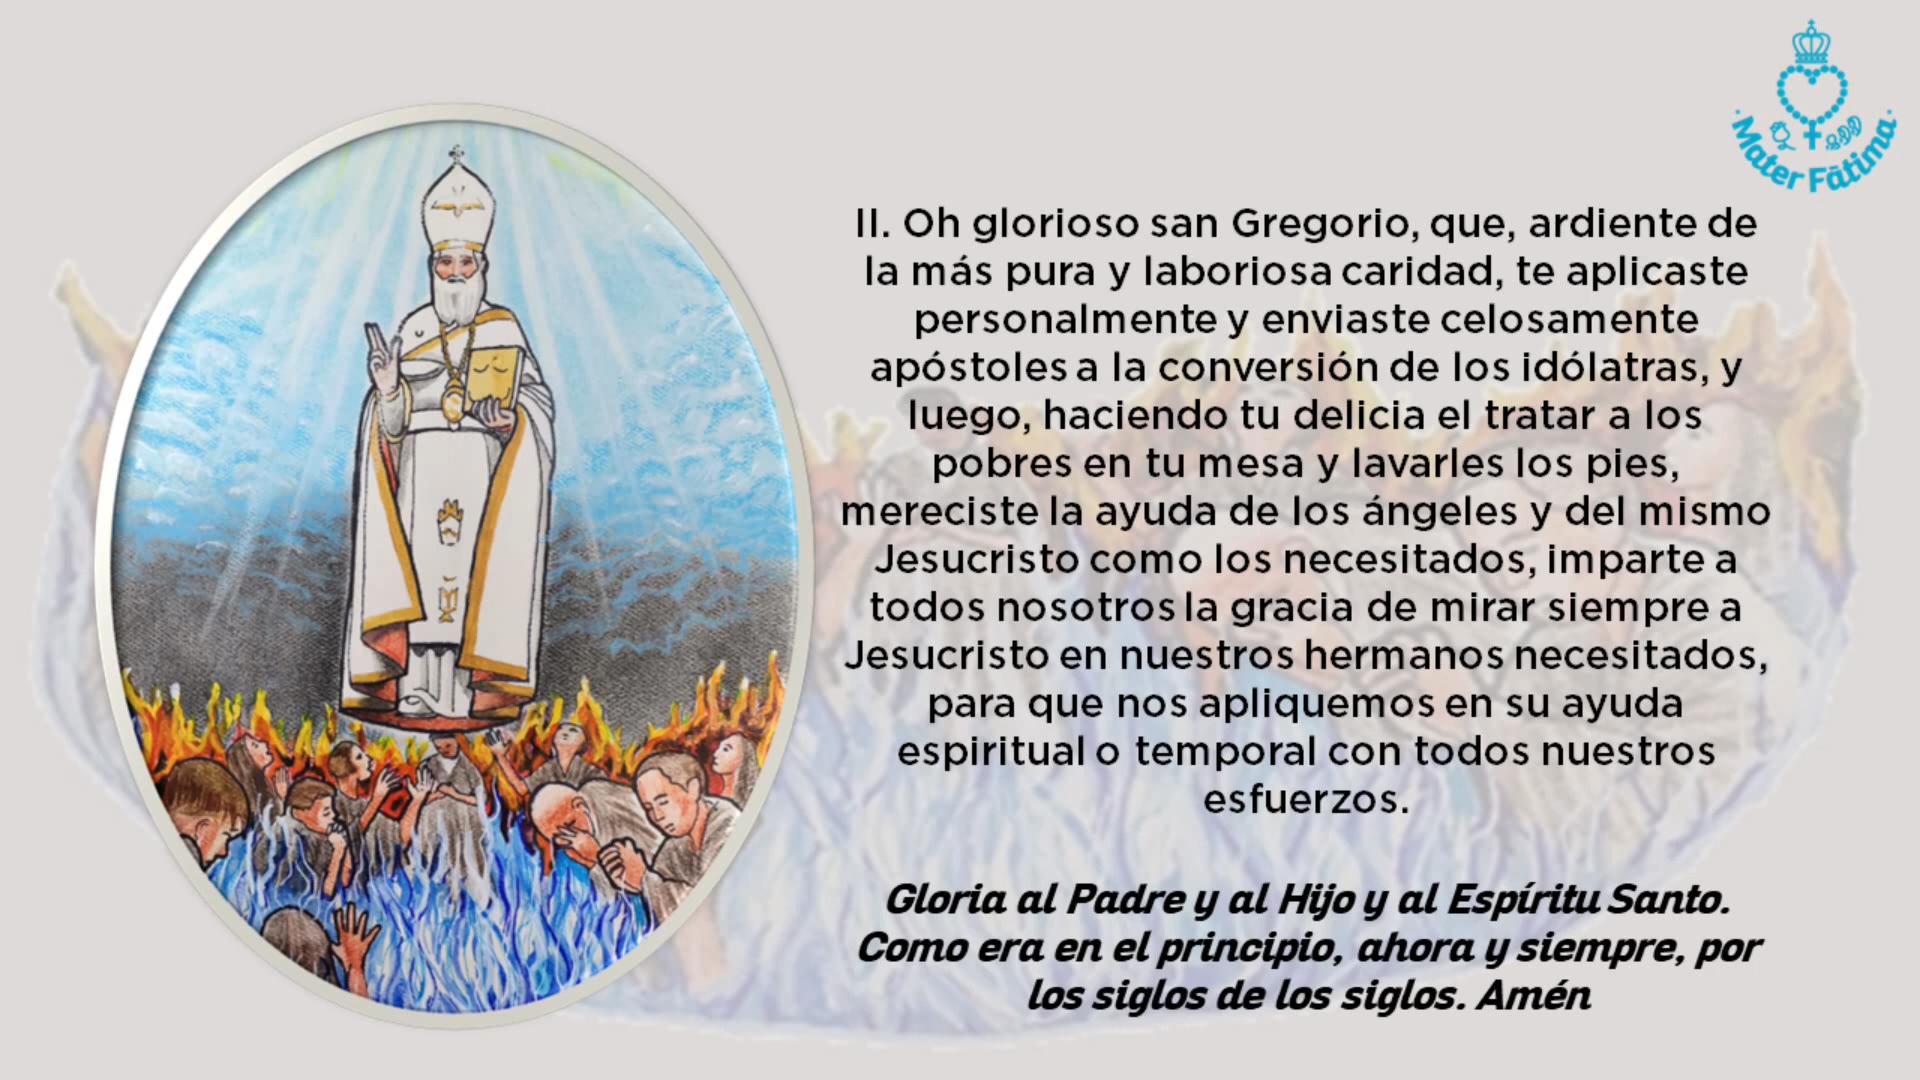 Mater Fátima
II. Oh glorioso san Gregorio, que, ardiente de
la más pura y laboriosa caridad, te aplicaste
personalmente y enviaste celosamente
apóstoles a la conversión de los idólatras, y
luego, haciendo tu delicia el tratar a los
pobres en tu mesa y lavarles los pies,
mereciste la ayuda de los ángeles y del mismo
Jesucristo como los necesitados, imparte a
todos nosotros la gracia de mirar siempre a
Jesucristo en nuestros hermanos necesitados,
para que nos apliquemos en su ayuda
espiritual o temporal con todos nuestros
esfuerzos.
Gloria al Padre y al Hijo y al Espíritu Santo.
Como era en el principio, ahora y siempre, por
los siglos de los siglos. Amén